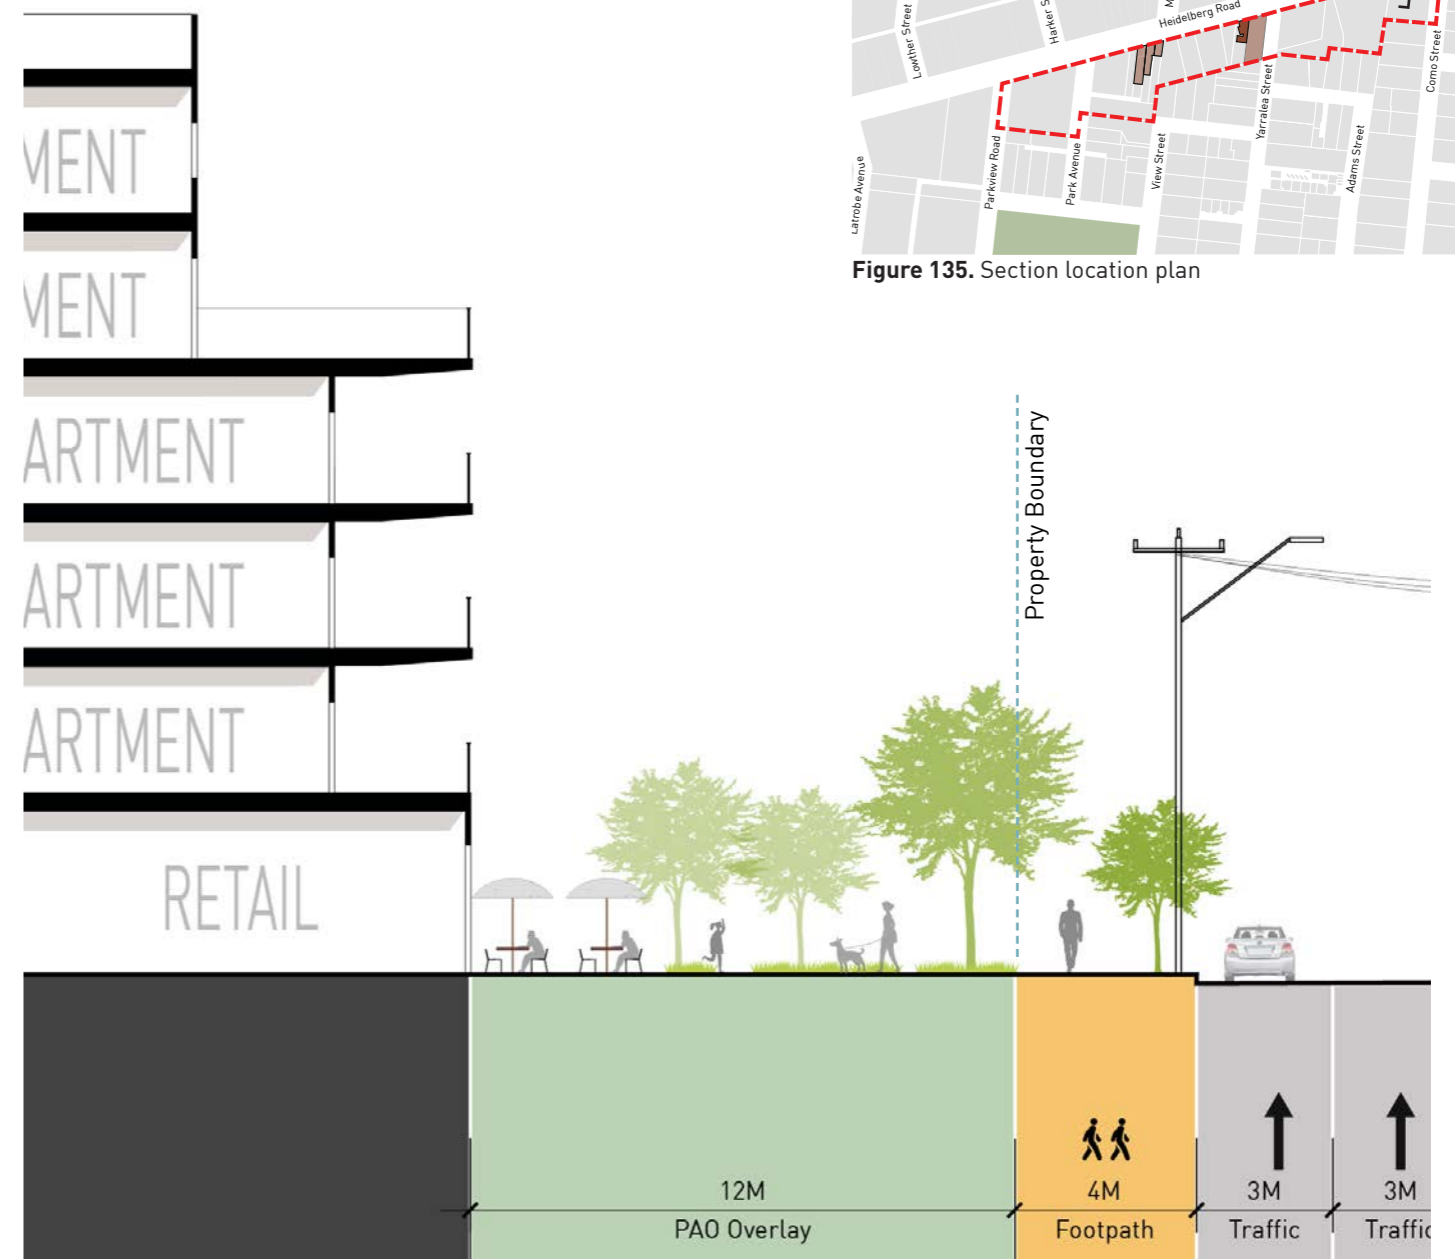 Lowther Street
Harker S
M
Heidelberg Road
Como Street
Yarralea Street
Adams Street
View Street
Park Avenue
Parkview Road
Latrobe Avenue
Figure 135. Section location plan
MENT
MENT
ARTMENT
ARTMENT
ARTMENT
RETAIL
Property Boundary
12M
4M
3M
3M
PAO Overlay
Footpath
Traffic
Traffic